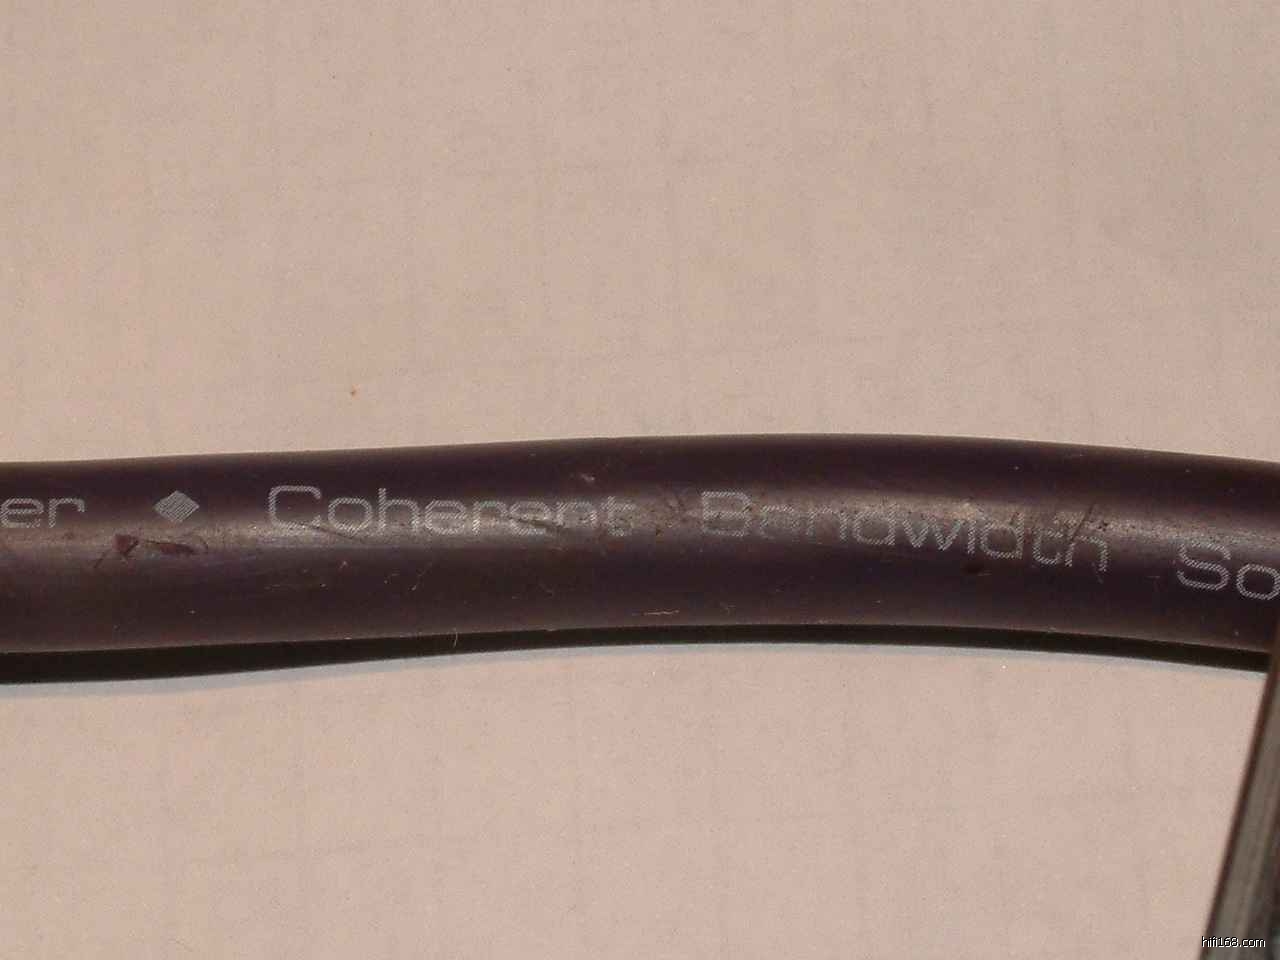 er ◆ Coherent Bandwidth So
hifi168.com